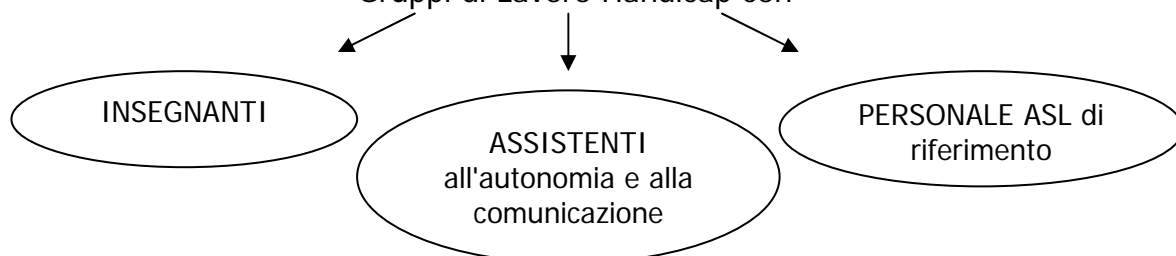 Gruppi di Lavoro Handicap con
INSEGNANTI
ASSISTENTI
all'autonomia e alla
comunicazione
PERSONALE ASL di
riferimento